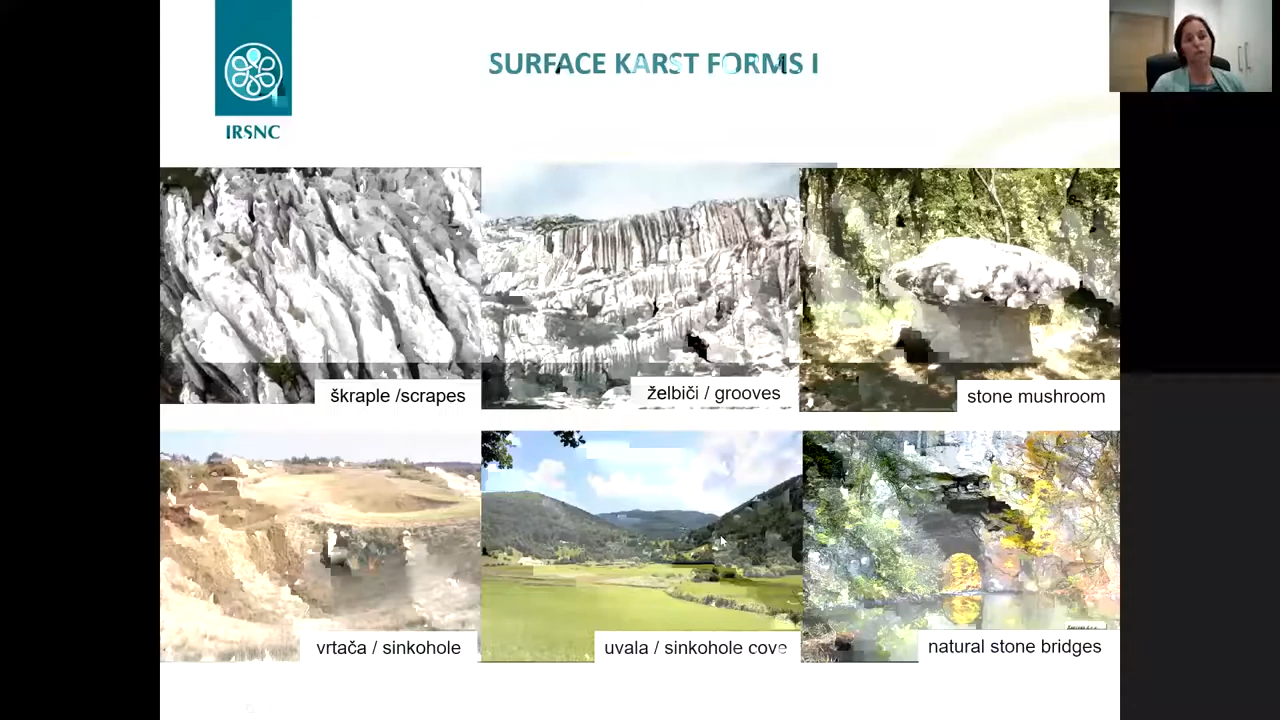 SURFACE KARST FORMS I
IRSNC
škraple /scrapes
želbiči / grooves
stone mushroom
vrtača / sinkohole
uvala / sinkohole cove
natural stone bridges